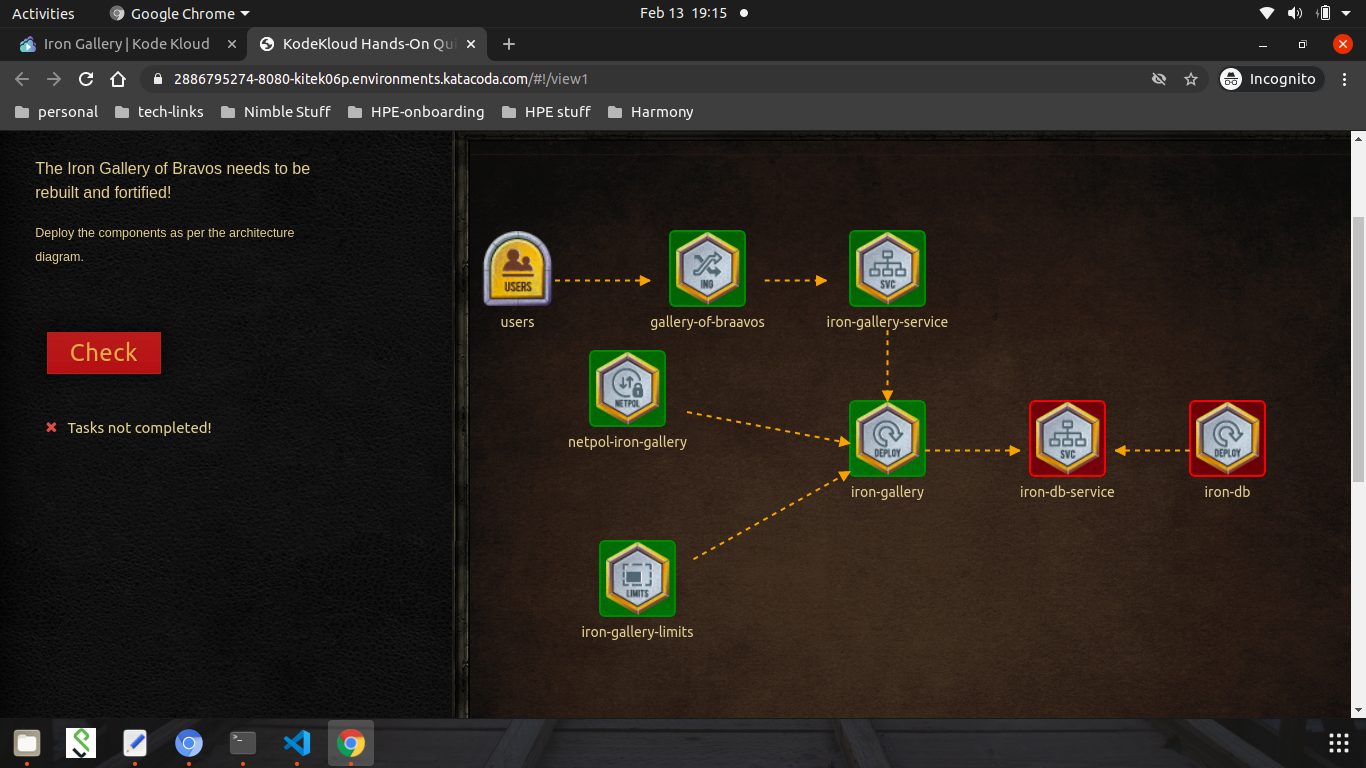 Activities
Google Chrome
Feb 13 19:15
Iron Gallery | Kode Kloud
KodeKloud Hands-On Qui
2886795274-8080-kitek06p.environments.katacoda.com/#!/view1
Incognito
personal
tech-links
Nimble Stuff
HPE-onboarding
HPE stuff
Harmony
The Iron Gallery of Bravos needs to be
rebuilt and fortified!
Deploy the components as per the architecture
diagram.
Check
Tasks not completed!
USERS
users
ING
gallery-of-braavos
SVC
iron-gallery-service
NETPOL
netpol-iron-gallery
DEPLOY
iron-gallery
SVC
iron-db-service
DEPLOY
iron-db
LIMITS
iron-gallery-limits